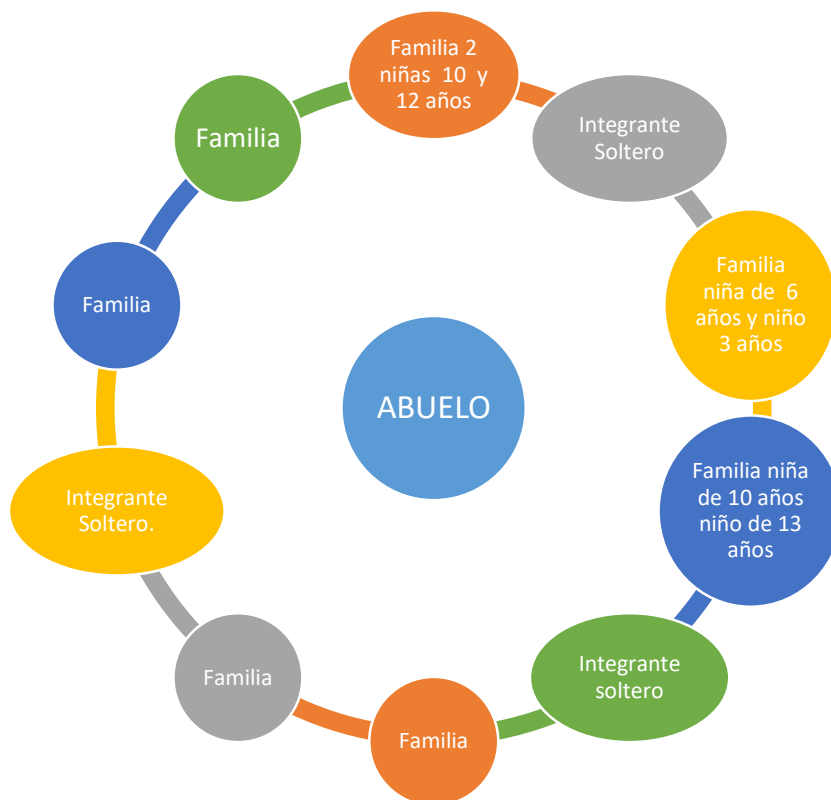 Familia 2
niñas 10 y
12 años
Integrante
Soltero
Familia
niña de 6
años y niño
3 años
Familia niña
de 10 años
niño de 13
años
Integrante
soltero
Familia
Familia
Integrante
Soltero.
Familia
Familia
ABUELO